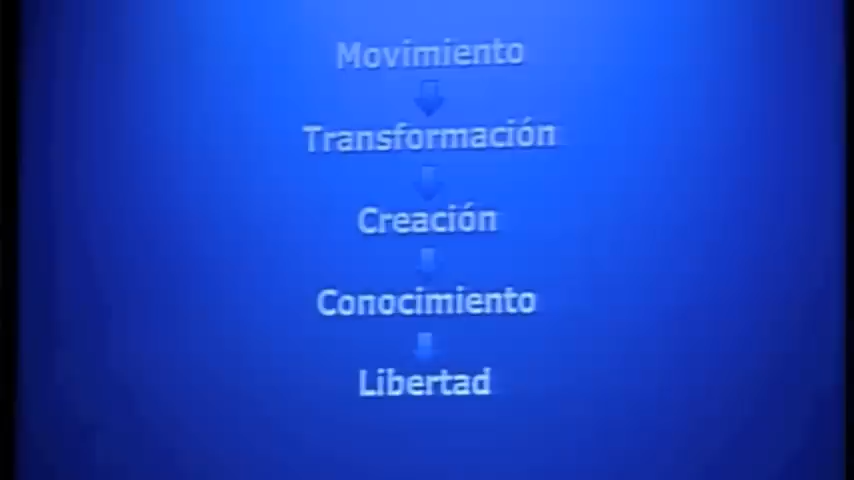 Movimiento
Transformación
Creación
Conocimiento
Libertad